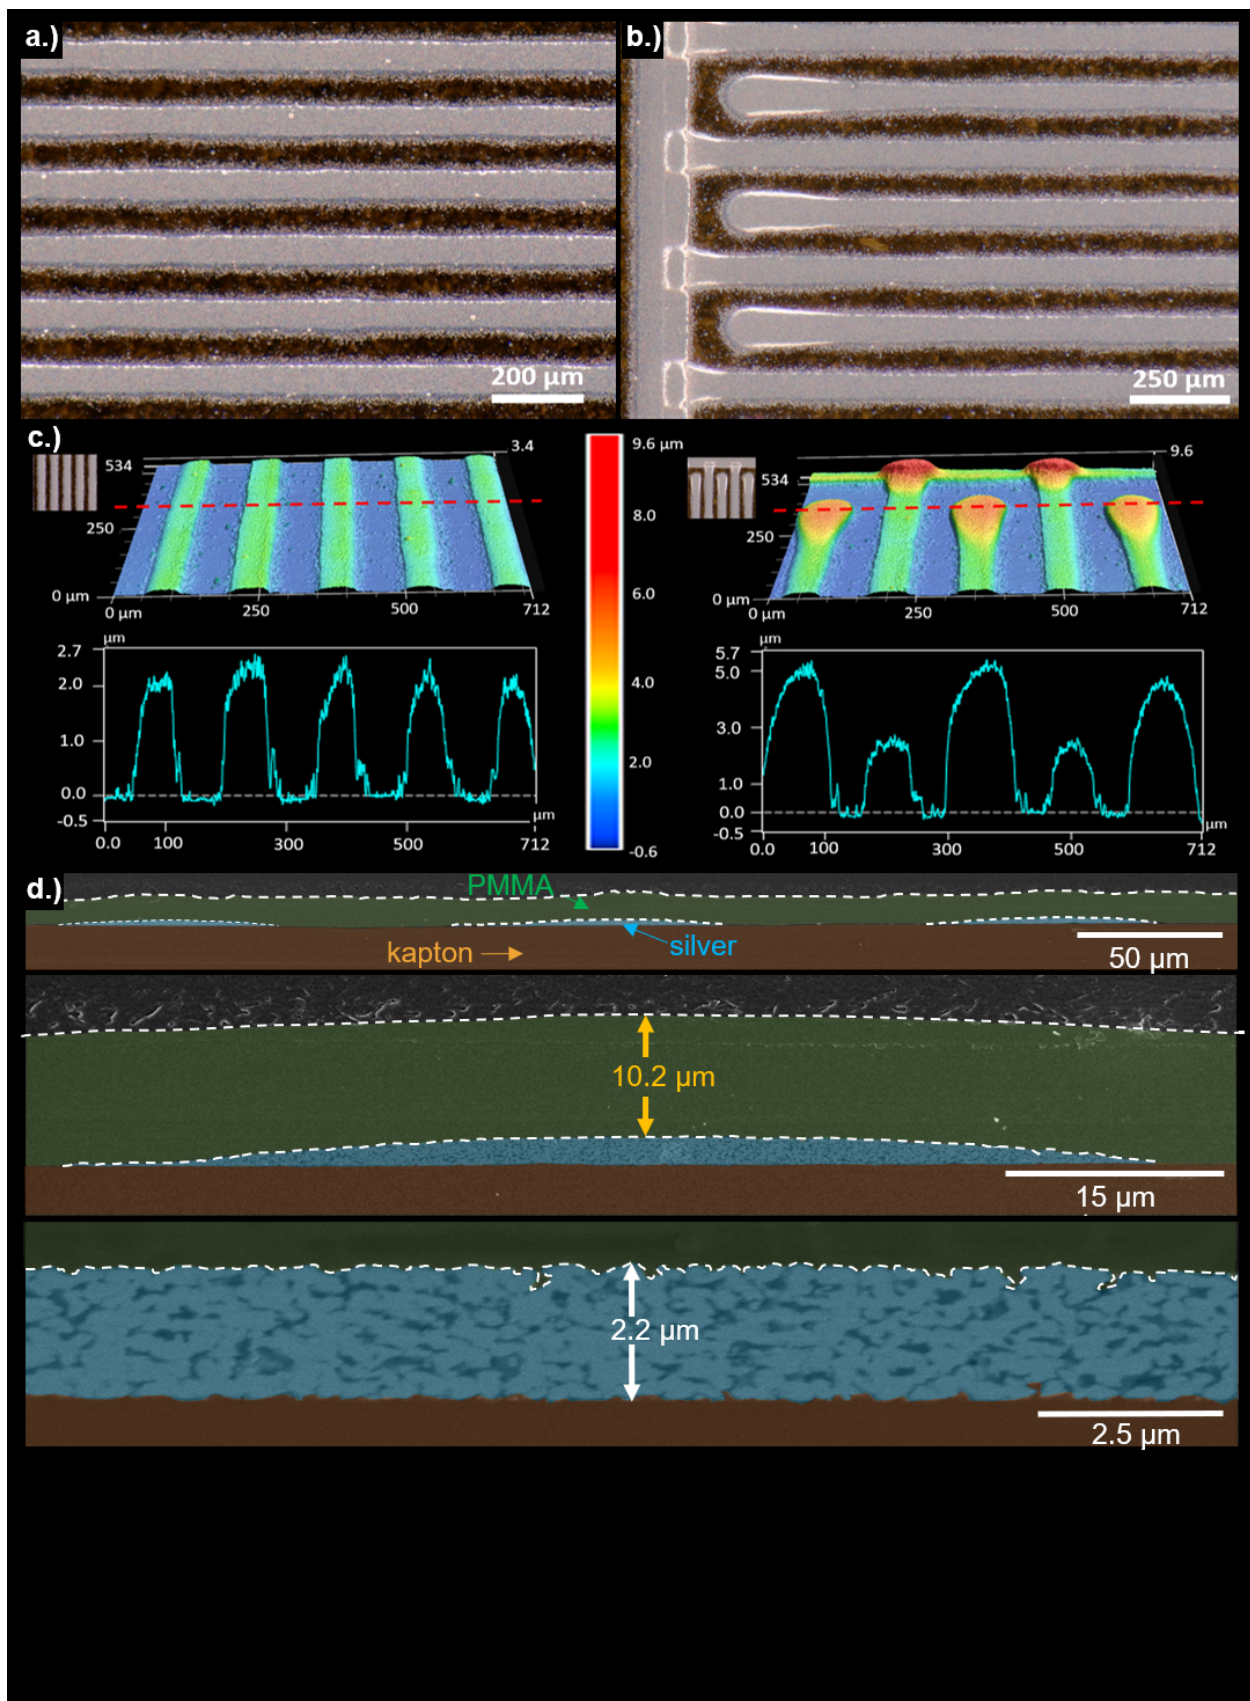 a.)
200 µm
b.)
250 µm
c.)
534
250
0 µm
0 µm
250
500
712
3.4
9.6 µm
8.0
6.0
4.0
2.0
-0.6
534
250
0 µm
0 µm
250
500
712
9.6
µm
2.7
2.0
1.0
0.0
-0.5
0.0
100
300
500
712
µm
µm
5.7
5.0
3.0
1.0
0.0
-0.5
0.0
100
300
500
712
µm
d.)
PMMA
silver
kapton
50 µm
10.2 µm
15 µm
2.2 µm
2.5 µm